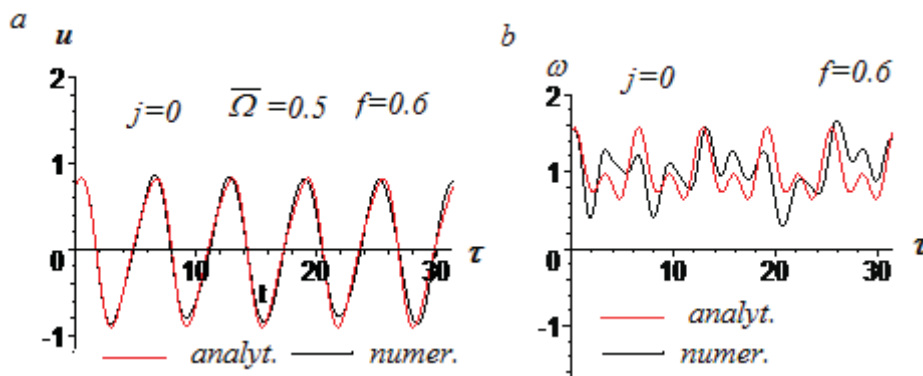 a
u
2
j=0 Ω̅ =0.5 f=0.6
1
0 10 20 30 τ
t
-1
analyt. numer.
b
ω
j=0 f=0.6
2
1
0 10 20 30 τ
-1
analyt.
numer.